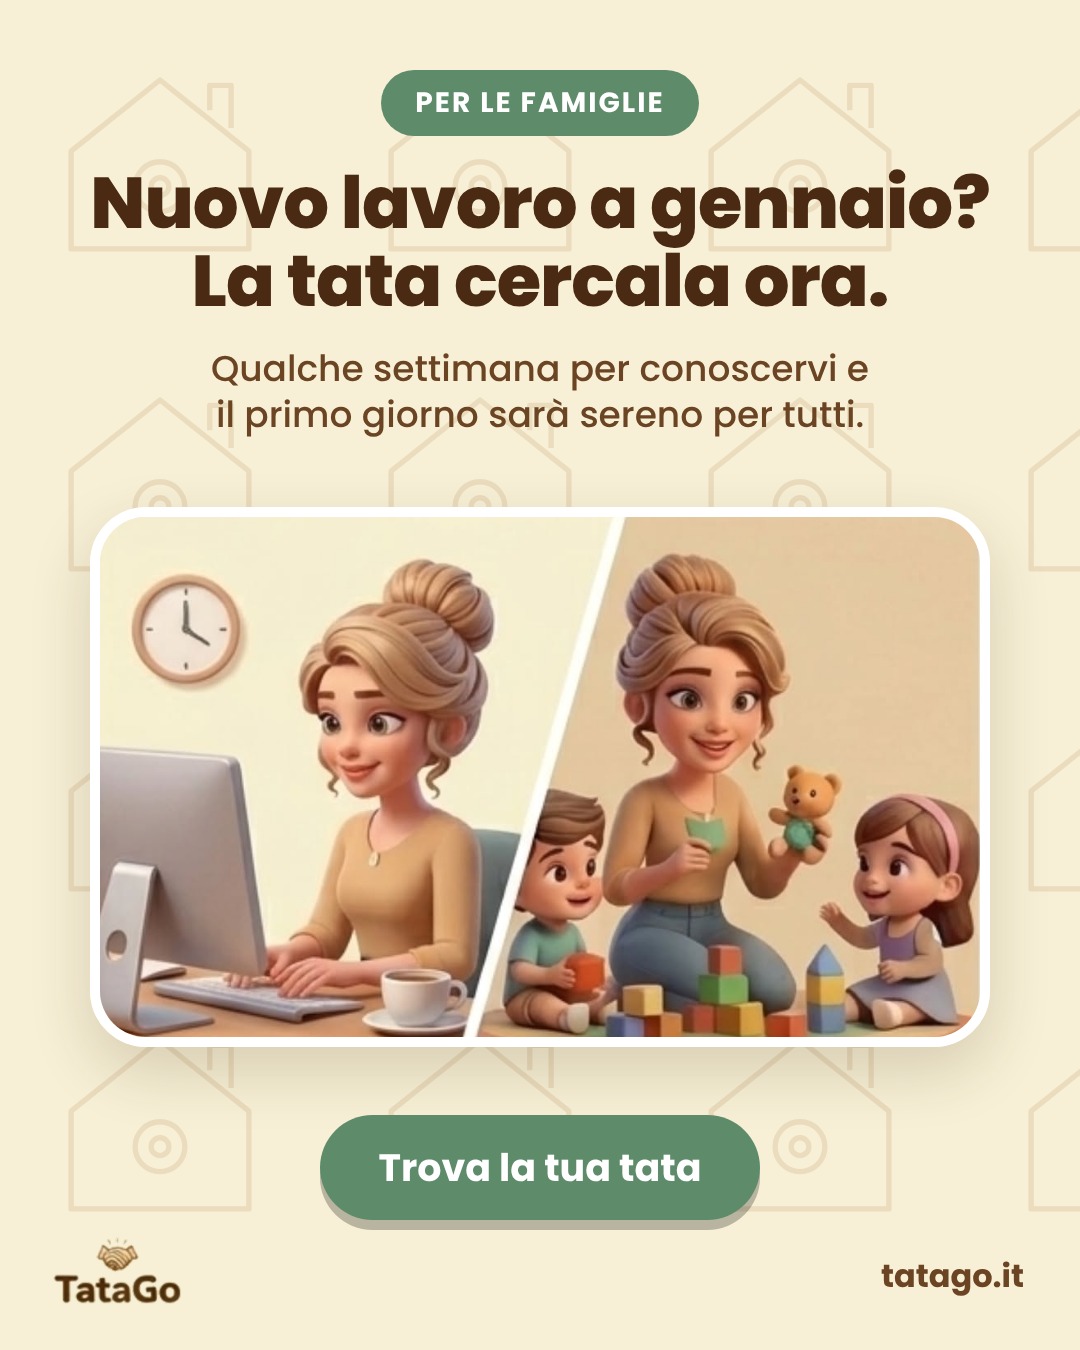 PER LE FAMIGLIE
Nuovo lavoro a gennaio?
La tata cercala ora.
Qualche settimana per conoscervi e
il primo giorno sarà sereno per tutti.
Trova la tua tata
TataGo
tatago.it